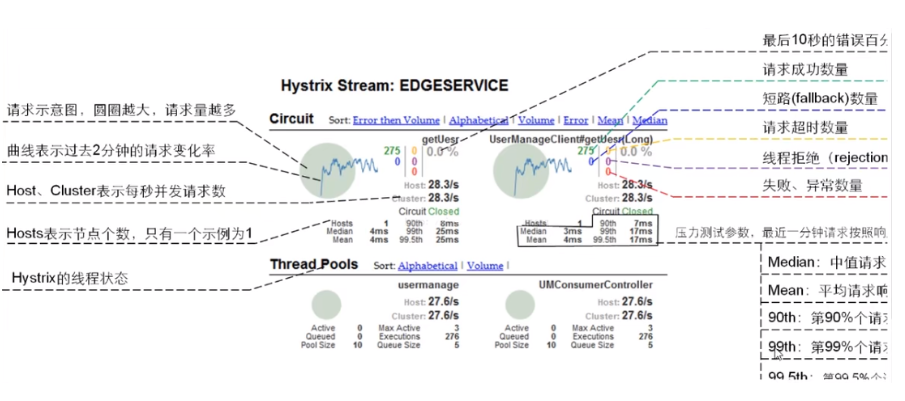 最后10秒的错误百
请求成功数量
Hystrix Stream: EDGESERVICE
短路(fallback)数量
请求示意图，圆圈越大，请求量越多
Circuit Sort: Error then Volume | Alphabetical | Volume | Error | Mean | Median
请求超时数量
曲线表示过去2分钟的请求变化率
getUesr
275 0 0.0 %
0 0
0
Host: 28.3/s
Cluster: 28.3/s
Circuit Closed
Hosts 1 90th 8ms
Median 4ms 99th 25ms
Mean 4ms 99.5th 25ms
UserManageClient#getUesr(Long)
275 0 0.0 %
0 0
0
Host: 28.3/s
Cluster: 28.3/s
Circuit Closed
Hosts 1 90th 7ms
Median 3ms 99th 17ms
Mean 4ms 99.5th 17ms
线程拒绝（rejection
Host、Cluster表示每秒并发请求数
失败、异常数量
Hosts表示节点个数，只有一个示例为1
压力测试参数，最近一分钟请求按照响
Hystrix的线程状态
Thread Pools Sort: Alphabetical | Volume |
Median：中值请求
usermanage
Host: 27.6/s
Cluster: 27.6/s
Active 0 Max Active 3
Queued 0 Executions 276
Pool Size 10 Queue Size 5
UMConsumerController
Host: 27.6/s
Cluster: 27.6/s
Active 0 Max Active 3
Queued 0 Executions 276
Pool Size 10 Queue Size 5
Mean：平均请求响
90th：第90%个请
99th：第99%个请
99.5th：第99.5%个